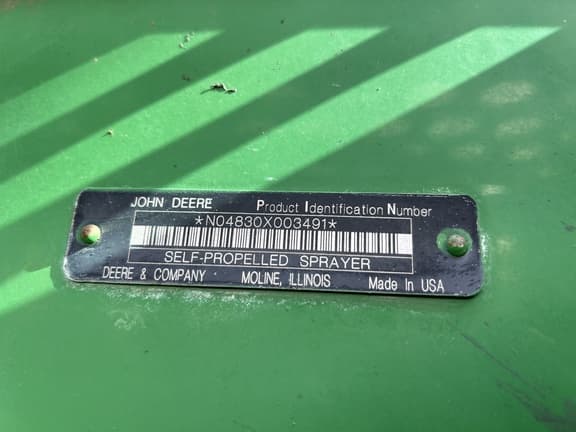 JOHN DEERE Product Identification Number
*N04830X003491*
SELF-PROPELLED SPRAYER
DEERE & COMPANY MOLINE, ILLINOIS Made In USA